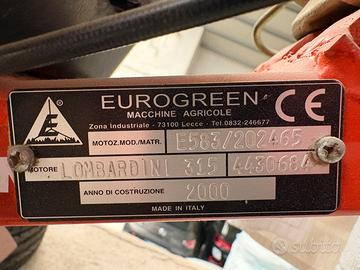 EUROGREEN
MACCHINE AGRICOLE
CE
Zona Industriale - 73100 Lecce - Tel.0832-246677
MOTOZ.MOD/MATR. E583/202465
MOTORE LOMBARDINI 315 4430684
ANNO DI COSTRUZIONE 2000
MADE IN ITALY
subito